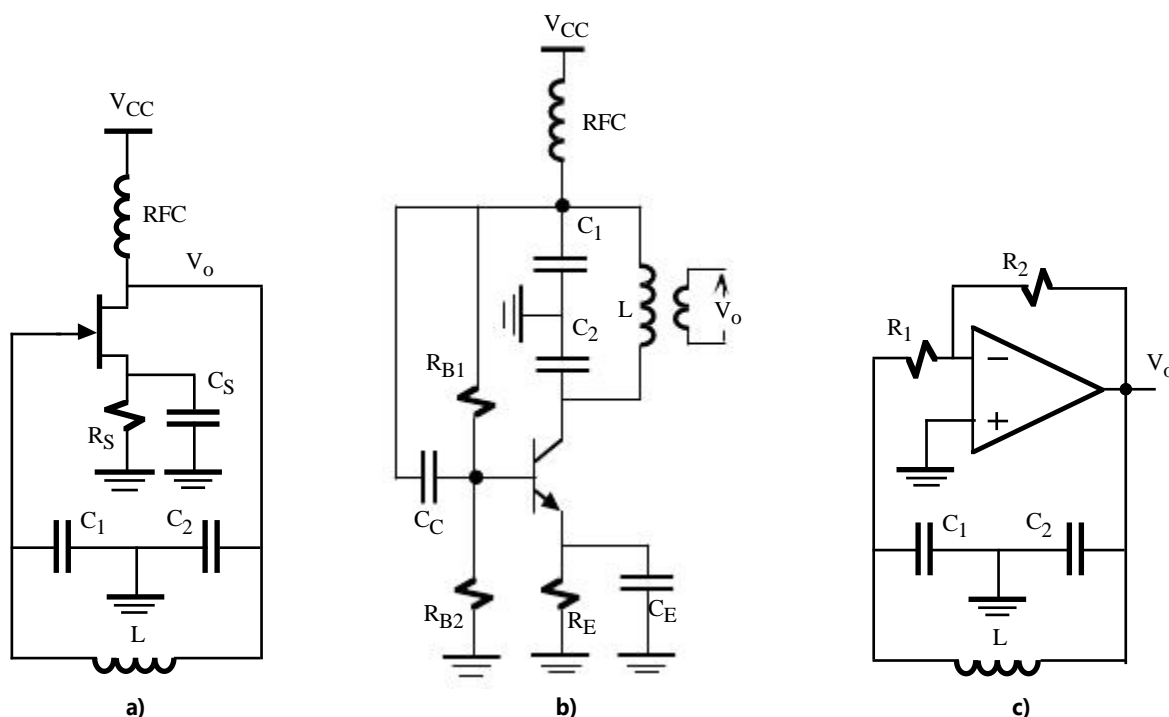 V_CC
RFC
V_o
C_S
R_S
C_1
C_2
L
a)
V_CC
RFC
C_1
C_2
L
V_o
R_B1
C_C
R_B2
R_E
C_E
b)
R_2
R_1
−
+
V_o
C_1
C_2
L
c)